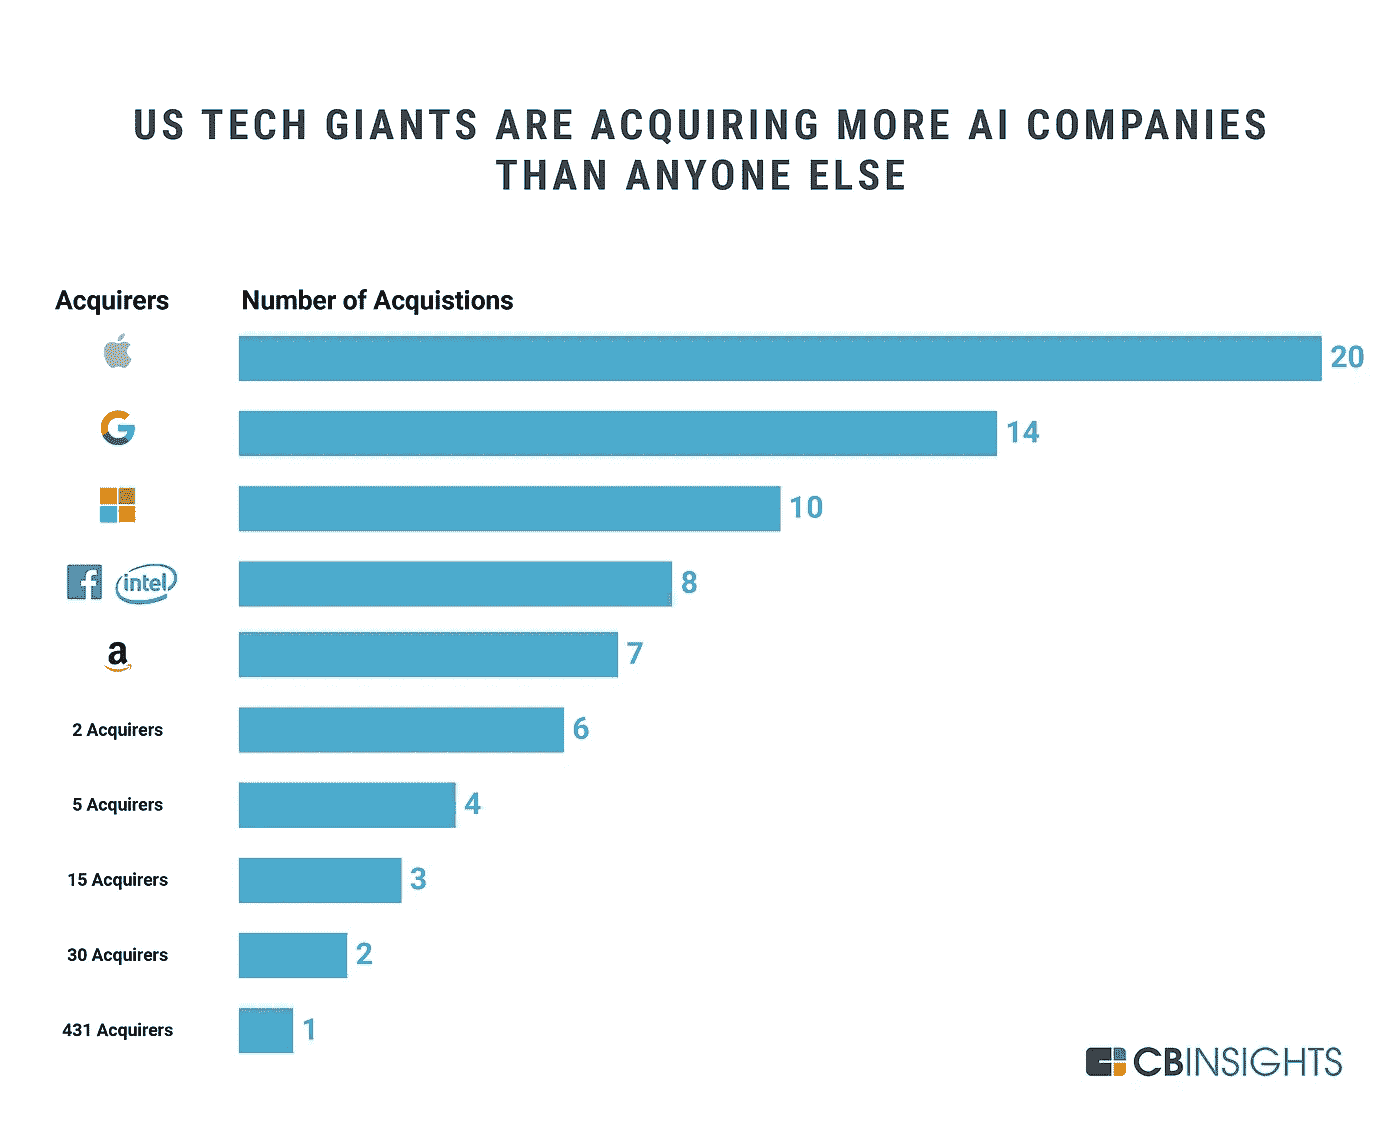 US TECH GIANTS ARE ACQUIRING MORE AI COMPANIES
THAN ANYONE ELSE
Acquirers Number of Acquistions
20
G 14
10
f intel 8
a 7
2 Acquirers 6
5 Acquirers 4
15 Acquirers 3
30 Acquirers 2
431 Acquirers 1
CBINSIGHTS